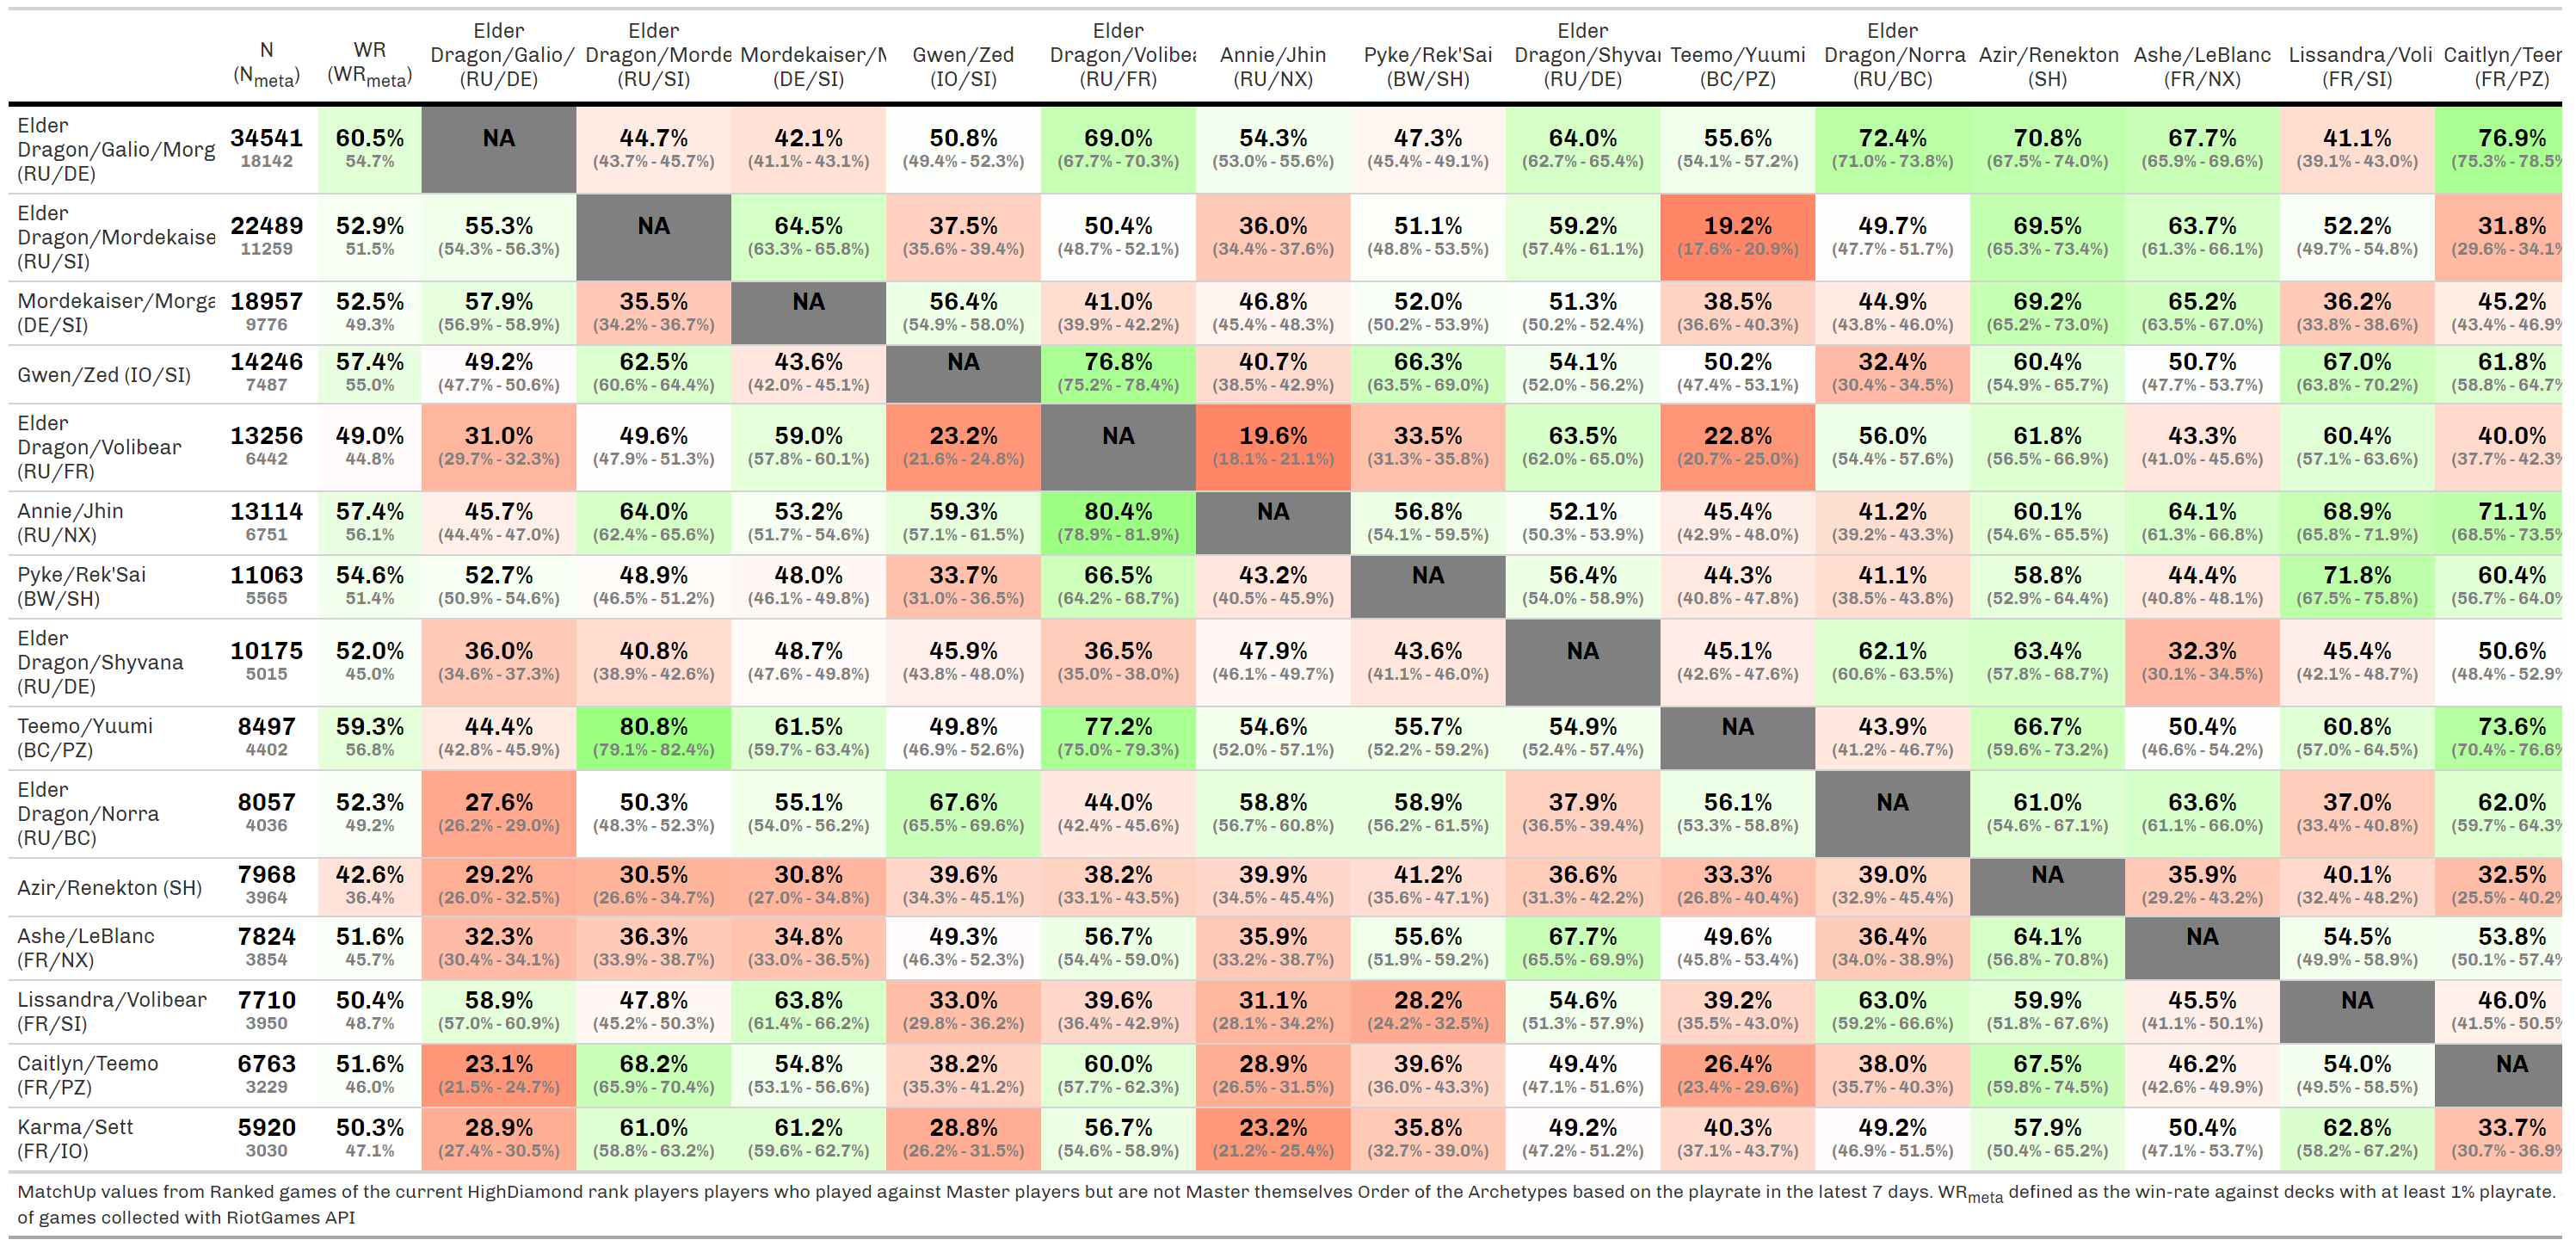 N (N_meta) WR (WR_meta) Elder Dragon/Galio/ (RU/DE) Elder Dragon/Morde (RU/SI) Mordekaiser/M (DE/SI) Gwen/Zed (IO/SI) Elder Dragon/Volibea (RU/FR) Annie/Jhin (RU/NX) Pyke/Rek'Sai (BW/SH) Elder Dragon/Shyvar (RU/DE) Teemo/Yuumi (BC/PZ) Elder Dragon/Norra (RU/BC) Azir/Renekton (SH) Ashe/LeBlanc (FR/NX) Lissandra/Voli (FR/SI) Caitlyn/Teer (FR/PZ)
Elder Dragon/Galio/Morg (RU/DE) 34541 60.5% NA 44.7% 42.1% 50.8% 69.0% 54.3% 47.3% 64.0% 55.6% 72.4% 70.8% 67.7% 41.1% 76.9%
18142 54.7% (43.7% - 45.7%) (41.1% - 43.1%) (49.4% - 52.3%) (67.7% - 70.3%) (53.0% - 55.6%) (45.4% - 49.1%) (62.7% - 65.4%) (54.1% - 57.2%) (71.0% - 73.8%) (67.5% - 74.0%) (65.9% - 69.6%) (39.1% - 43.0%) (75.3% - 78.5%
Elder Dragon/Mordekaise (RU/SI) 22489 52.9% 55.3% NA 64.5% 37.5% 50.4% 36.0% 51.1% 59.2% 19.2% 49.7% 69.5% 63.7% 52.2% 31.8%
11259 51.5% (54.3% - 56.3%) (63.3% - 65.8%) (35.6% - 39.4%) (48.7% - 52.1%) (34.4% - 37.6%) (48.8% - 53.5%) (57.4% - 61.1%) (17.6% - 20.9%) (47.7% - 51.7%) (65.3% - 73.4%) (61.3% - 66.1%) (49.7% - 54.8%) (29.6% - 34.1%
Mordekaiser/Morga (DE/SI) 18957 52.5% 57.9% 35.5% NA 56.4% 41.0% 46.8% 52.0% 51.3% 38.5% 44.9% 69.2% 65.2% 36.2% 45.2%
9776 49.3% (56.9% - 58.9%) (34.2% - 36.7%) (54.9% - 58.0%) (39.9% - 42.2%) (45.4% - 48.3%) (50.2% - 53.9%) (50.2% - 52.4%) (36.6% - 40.3%) (43.8% - 46.0%) (65.2% - 73.0%) (63.5% - 67.0%) (33.8% - 38.6%) (43.4% - 46.9%
Gwen/Zed (IO/SI) 14246 57.4% 49.2% 62.5% 43.6% NA 76.8% 40.7% 66.3% 54.1% 50.2% 32.4% 60.4% 50.7% 67.0% 61.8%
7487 55.0% (47.7% - 50.6%) (60.6% - 64.4%) (42.0% - 45.1%) (75.2% - 78.4%) (38.5% - 42.9%) (63.5% - 69.0%) (52.0% - 56.2%) (47.4% - 53.1%) (30.4% - 34.5%) (54.9% - 65.7%) (47.7% - 53.7%) (63.8% - 70.2%) (58.8% - 64.7%
Elder Dragon/Volibear (RU/FR) 13256 49.0% 31.0% 49.6% 59.0% 23.2% NA 19.6% 33.5% 63.5% 22.8% 56.0% 61.8% 43.3% 60.4% 40.0%
6442 44.8% (29.7% - 32.3%) (47.9% - 51.3%) (57.8% - 60.1%) (21.6% - 24.8%) (18.1% - 21.1%) (31.3% - 35.8%) (62.0% - 65.0%) (20.7% - 25.0%) (54.4% - 57.6%) (56.5% - 66.9%) (41.0% - 45.6%) (57.1% - 63.6%) (37.7% - 42.3%
Annie/Jhin (RU/NX) 13114 57.4% 45.7% 64.0% 53.2% 59.3% 80.4% NA 56.8% 52.1% 45.4% 41.2% 60.1% 64.1% 68.9% 71.1%
6751 56.1% (44.4% - 47.0%) (62.4% - 65.6%) (51.7% - 54.6%) (57.1% - 61.5%) (78.9% - 81.9%) (54.1% - 59.5%) (50.3% - 53.9%) (42.9% - 48.0%) (39.2% - 43.3%) (54.6% - 65.5%) (61.3% - 66.8%) (65.8% - 71.9%) (68.5% - 73.5%
Pyke/Rek'Sai (BW/SH) 11063 54.6% 52.7% 48.9% 48.0% 33.7% 66.5% 43.2% NA 56.4% 44.3% 41.1% 58.8% 44.4% 71.8% 60.4%
5565 51.4% (50.9% - 54.6%) (46.5% - 51.2%) (46.1% - 49.8%) (31.0% - 36.5%) (64.2% - 68.7%) (40.5% - 45.9%) (54.0% - 58.9%) (40.8% - 47.8%) (38.5% - 43.8%) (52.9% - 64.4%) (40.8% - 48.1%) (67.5% - 75.8%) (56.7% - 64.0%
Elder Dragon/Shyvana (RU/DE) 10175 52.0% 36.0% 40.8% 48.7% 45.9% 36.5% 47.9% 43.6% NA 45.1% 62.1% 63.4% 32.3% 45.4% 50.6%
5015 45.0% (34.6% - 37.3%) (38.9% - 42.6%) (47.6% - 49.8%) (43.8% - 48.0%) (35.0% - 38.0%) (46.1% - 49.7%) (41.1% - 46.0%) (42.6% - 47.6%) (60.6% - 63.5%) (57.8% - 68.7%) (30.1% - 34.5%) (42.1% - 48.7%) (48.4% - 52.9%
Teemo/Yuumi (BC/PZ) 8497 59.3% 44.4% 80.8% 61.5% 49.8% 77.2% 54.6% 55.7% 54.9% NA 43.9% 66.7% 50.4% 60.8% 73.6%
4402 56.8% (42.8% - 45.9%) (79.1% - 82.4%) (59.7% - 63.4%) (46.9% - 52.6%) (75.0% - 79.3%) (52.0% - 57.1%) (52.2% - 59.2%) (52.4% - 57.4%) (41.2% - 46.7%) (59.6% - 73.2%) (46.6% - 54.2%) (57.0% - 64.5%) (70.4% - 76.6%
Elder Dragon/Norra (RU/BC) 8057 52.3% 27.6% 50.3% 55.1% 67.6% 44.0% 58.8% 58.9% 37.9% 56.1% NA 61.0% 63.6% 37.0% 62.0%
4036 49.2% (26.2% - 29.0%) (48.3% - 52.3%) (54.0% - 56.2%) (65.5% - 69.6%) (42.4% - 45.6%) (56.7% - 60.8%) (56.2% - 61.5%) (36.5% - 39.4%) (53.3% - 58.8%) (54.6% - 67.1%) (61.1% - 66.0%) (33.4% - 40.8%) (59.7% - 64.3%
Azir/Renekton (SH) 7968 42.6% 29.2% 30.5% 30.8% 39.6% 38.2% 39.9% 41.2% 36.6% 33.3% 39.0% NA 35.9% 40.1% 32.5%
3964 36.4% (26.0% - 32.5%) (26.6% - 34.7%) (27.0% - 34.8%) (34.3% - 45.1%) (33.1% - 43.5%) (34.5% - 45.4%) (35.6% - 47.1%) (31.3% - 42.2%) (26.8% - 40.4%) (32.9% - 45.4%) (29.2% - 43.2%) (32.4% - 48.2%) (25.5% - 40.2%
Ashe/LeBlanc (FR/NX) 7824 51.6% 32.3% 36.3% 34.8% 49.3% 56.7% 35.9% 55.6% 67.7% 49.6% 36.4% 64.1% NA 54.5% 53.8%
3854 45.7% (30.4% - 34.1%) (33.9% - 38.7%) (33.0% - 36.5%) (46.3% - 52.3%) (54.4% - 59.0%) (33.2% - 38.7%) (51.9% - 59.2%) (65.5% - 69.9%) (45.8% - 53.4%) (34.0% - 38.9%) (56.8% - 70.8%) (49.9% - 58.9%) (50.1% - 57.4%
Lissandra/Volibear (FR/SI) 7710 50.4% 58.9% 47.8% 63.8% 33.0% 39.6% 31.1% 28.2% 54.6% 39.2% 63.0% 59.9% 45.5% NA 46.0%
3950 48.7% (57.0% - 60.9%) (45.2% - 50.3%) (61.4% - 66.2%) (29.8% - 36.2%) (36.4% - 42.9%) (28.1% - 34.2%) (24.2% - 32.5%) (51.3% - 57.9%) (35.5% - 43.0%) (59.2% - 66.6%) (51.8% - 67.6%) (41.1% - 50.1%) (41.5% - 50.5%
Caitlyn/Teemo (FR/PZ) 6763 51.6% 23.1% 68.2% 54.8% 38.2% 60.0% 28.9% 39.6% 49.4% 26.4% 38.0% 67.5% 46.2% 54.0% NA
3229 46.0% (21.5% - 24.7%) (65.9% - 70.4%) (53.1% - 56.6%) (35.3% - 41.2%) (57.7% - 62.3%) (26.5% - 31.5%) (36.0% - 43.3%) (47.1% - 51.6%) (23.4% - 29.6%) (35.7% - 40.3%) (59.8% - 74.5%) (42.6% - 49.9%) (49.5% - 58.5%)
Karma/Sett (FR/IO) 5920 50.3% 28.9% 61.0% 61.2% 28.8% 56.7% 23.2% 35.8% 49.2% 40.3% 49.2% 57.9% 50.4% 62.8% 33.7%
3030 47.1% (27.4% - 30.5%) (58.8% - 63.2%) (59.6% - 62.7%) (26.2% - 31.5%) (54.6% - 58.9%) (21.2% - 25.4%) (32.7% - 39.0%) (47.2% - 51.2%) (37.1% - 43.7%) (46.9% - 51.5%) (50.4% - 65.2%) (47.1% - 53.7%) (58.2% - 67.2%) (30.7% - 36.9%
MatchUp values from Ranked games of the current HighDiamond rank players players who played against Master players but are not Master themselves Order of the Archetypes based on the playrate in the latest 7 days. WR_meta defined as the win-rate against decks with at least 1% playrate.
of games collected with RiotGames API